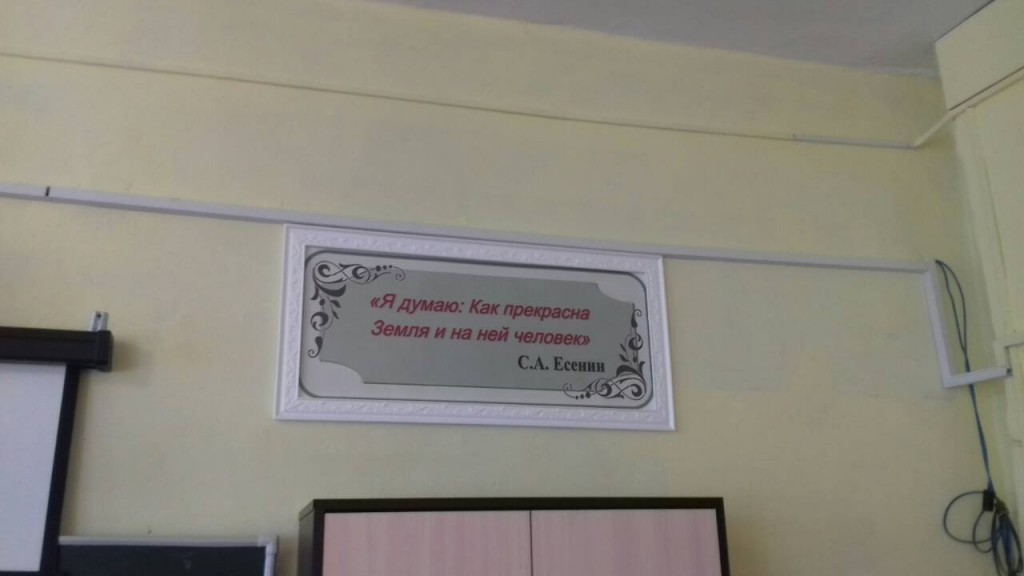 «Я думаю: Как прекрасна
Земля и на ней человек»
С.А. Есенин